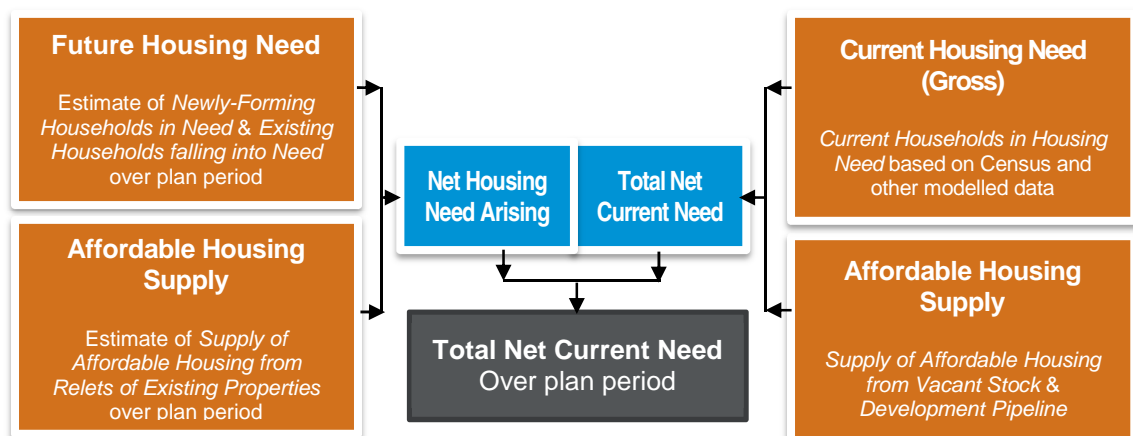 Future Housing Need
Estimate of Newly-Forming
Households in Need & Existing
Households falling into Need
over plan period
Affordable Housing
Supply
Estimate of Supply of
Affordable Housing from
Relets of Existing Properties
over plan period
Net Housing
Need Arising
Total Net
Current Need
Total Net Current Need
Over plan period
Current Housing Need
(Gross)
Current Households in Housing
Need based on Census and
other modelled data
Affordable Housing
Supply
Supply of Affordable Housing
from Vacant Stock &
Development Pipeline